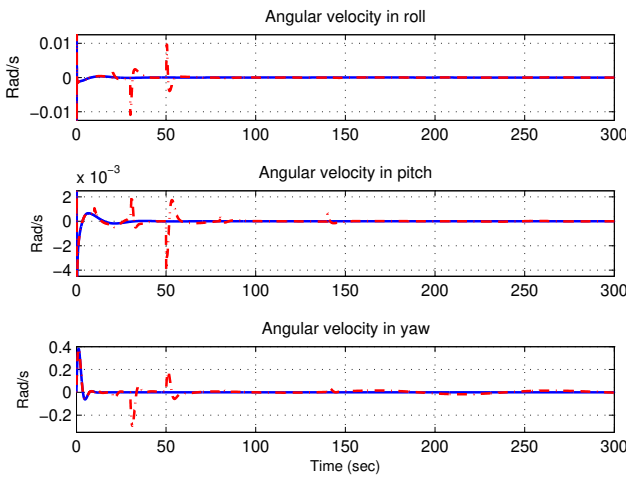 Angular velocity in roll
0.01
0
−0.01
Rad/s
0 50 100 150 200 250 300
Angular velocity in pitch
x 10⁻³
2
0
−2
−4
Rad/s
0 50 100 150 200 250 300
Angular velocity in yaw
0.4
0.2
0
−0.2
Rad/s
0 50 100 150 200 250 300
Time (sec)